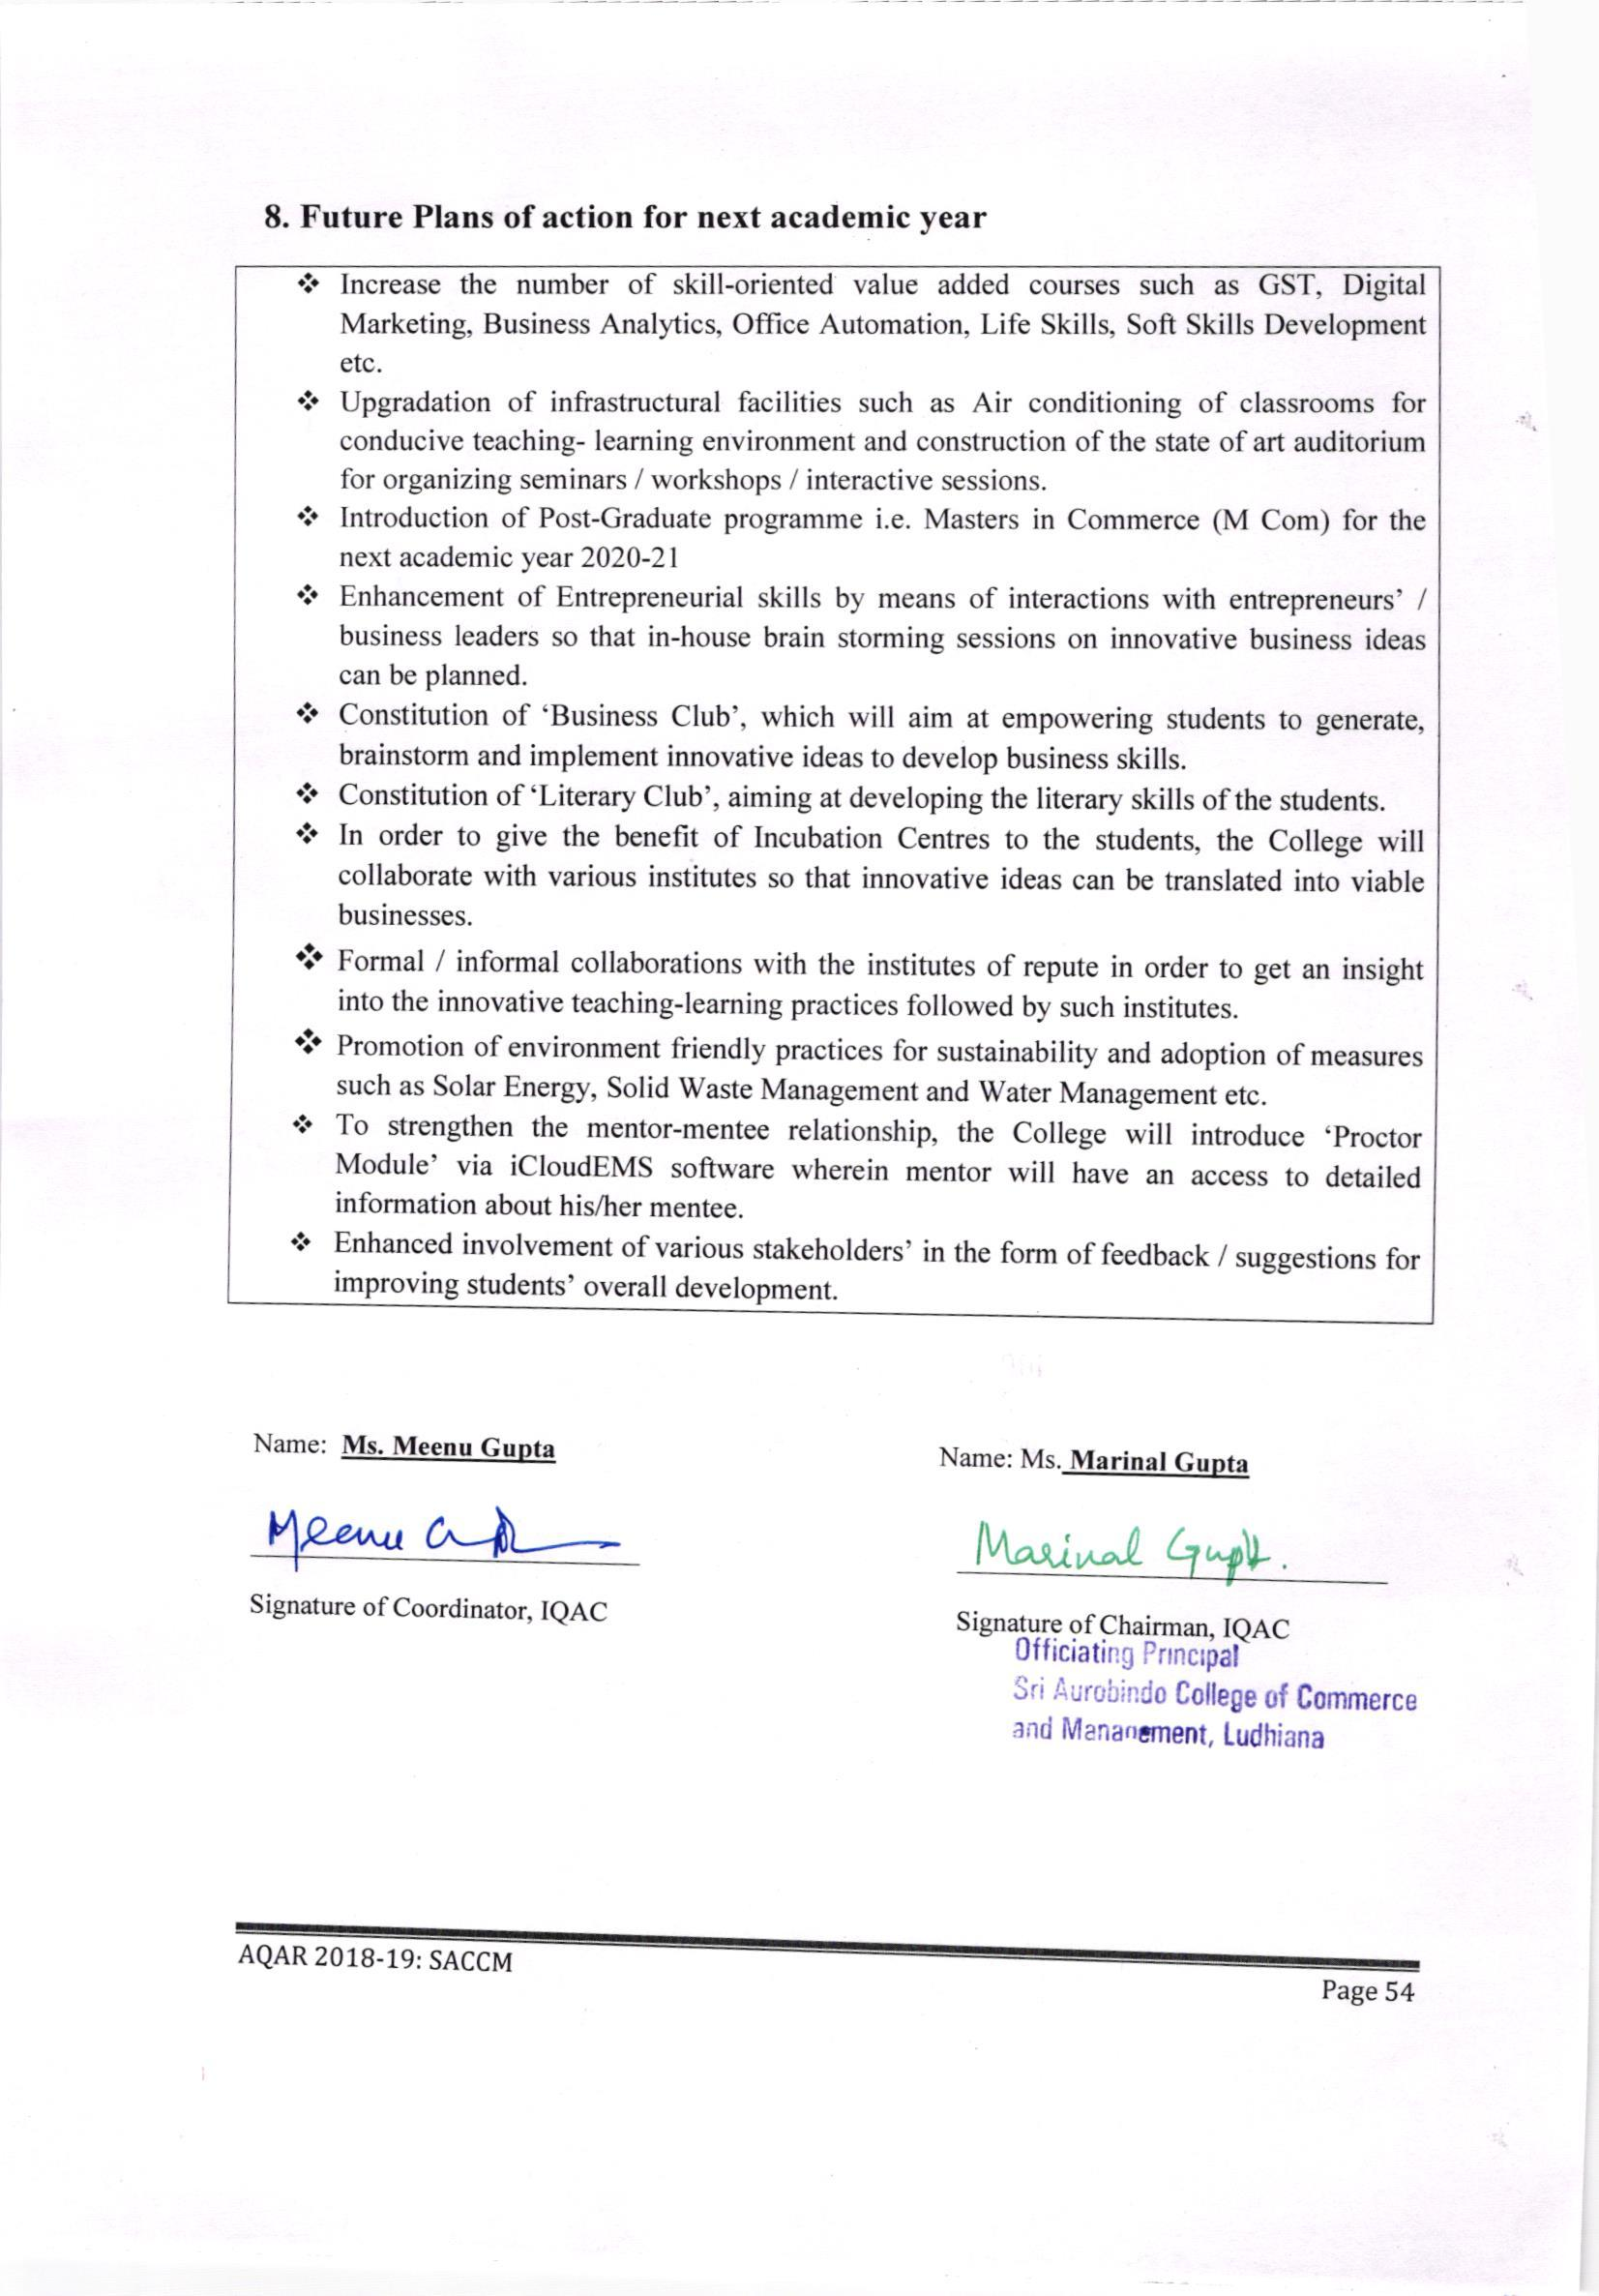 8. Future Plans of action for next academic year
❖ Increase the number of skill-oriented value added courses such as GST, Digital
Marketing, Business Analytics, Office Automation, Life Skills, Soft Skills Development
etc.
❖ Upgradation of infrastructural facilities such as Air conditioning of classrooms for
conducive teaching- learning environment and construction of the state of art auditorium
for organizing seminars / workshops / interactive sessions.
❖ Introduction of Post-Graduate programme i.e. Masters in Commerce (M Com) for the
next academic year 2020-21
❖ Enhancement of Entrepreneurial skills by means of interactions with entrepreneurs’ /
business leaders so that in-house brain storming sessions on innovative business ideas
can be planned.
❖ Constitution of ‘Business Club’, which will aim at empowering students to generate,
brainstorm and implement innovative ideas to develop business skills.
❖ Constitution of ‘Literary Club’, aiming at developing the literary skills of the students.
❖ In order to give the benefit of Incubation Centres to the students, the College will
collaborate with various institutes so that innovative ideas can be translated into viable
businesses.
❖ Formal / informal collaborations with the institutes of repute in order to get an insight
into the innovative teaching-learning practices followed by such institutes.
❖ Promotion of environment friendly practices for sustainability and adoption of measures
such as Solar Energy, Solid Waste Management and Water Management etc.
❖ To strengthen the mentor-mentee relationship, the College will introduce ‘Proctor
Module’ via iCloudEMS software wherein mentor will have an access to detailed
information about his/her mentee.
❖ Enhanced involvement of various stakeholders’ in the form of feedback / suggestions for
improving students’ overall development.
Name: Ms. Meenu Gupta
Name: Ms. Marinal Gupta
Meenu
Marinal Gupta.
Signature of Coordinator, IQAC
Signature of Chairman, IQAC
Officiating Principal
Sri Aurobindo College of Commerce
and Management, Ludhiana
AQAR 2018-19: SACCM
Page 54